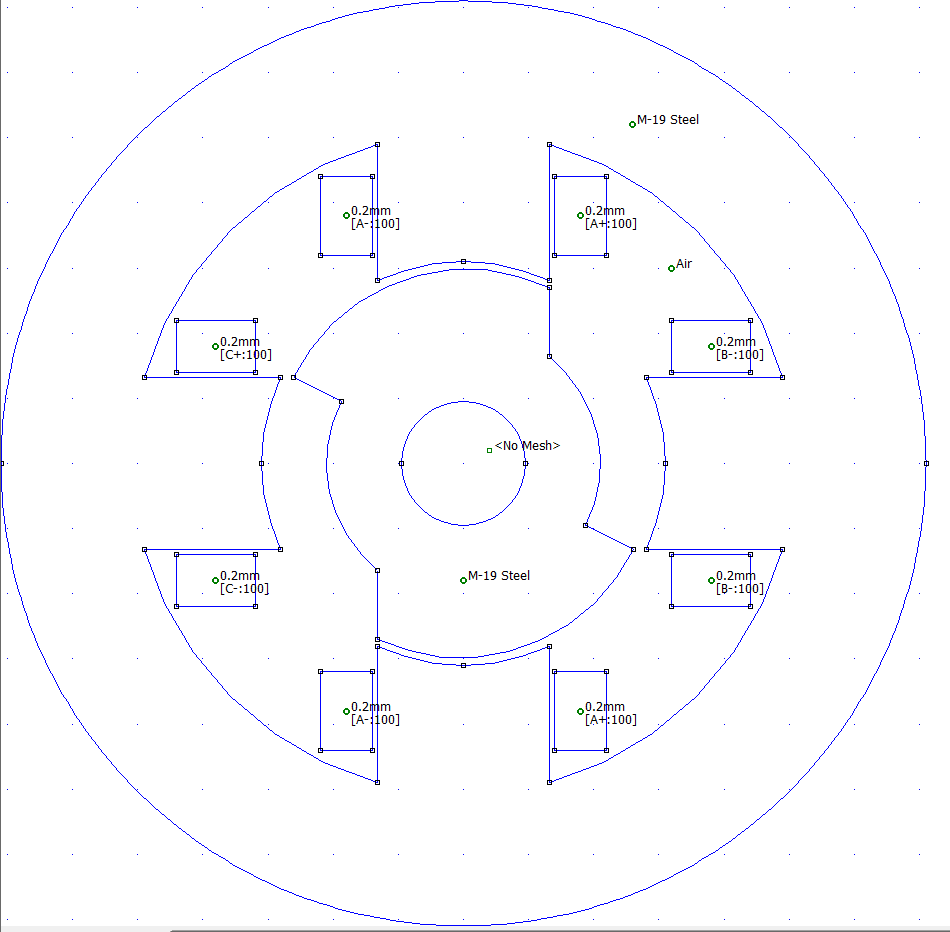 M-19 Steel
0.2mm
[A-:100]
0.2mm
[A+:100]
Air
0.2mm
[C+:100]
0.2mm
[B-:100]
<No Mesh>
0.2mm
[C-:100]
M-19 Steel
0.2mm
[B-:100]
0.2mm
[A-:100]
0.2mm
[A+:100]